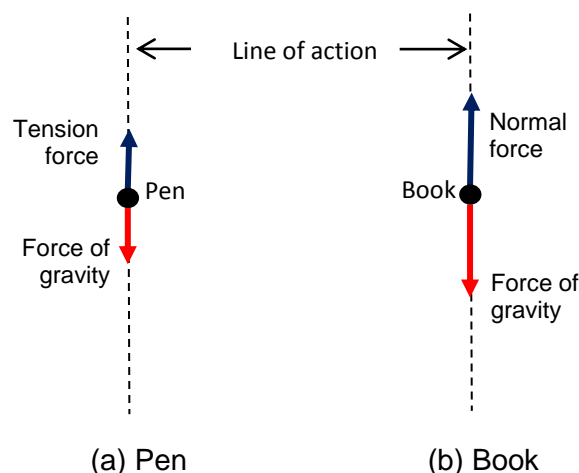 Line of action
Tension
force
Pen
Force of
gravity
Normal
force
Book
Force of
gravity
(a) Pen
(b) Book